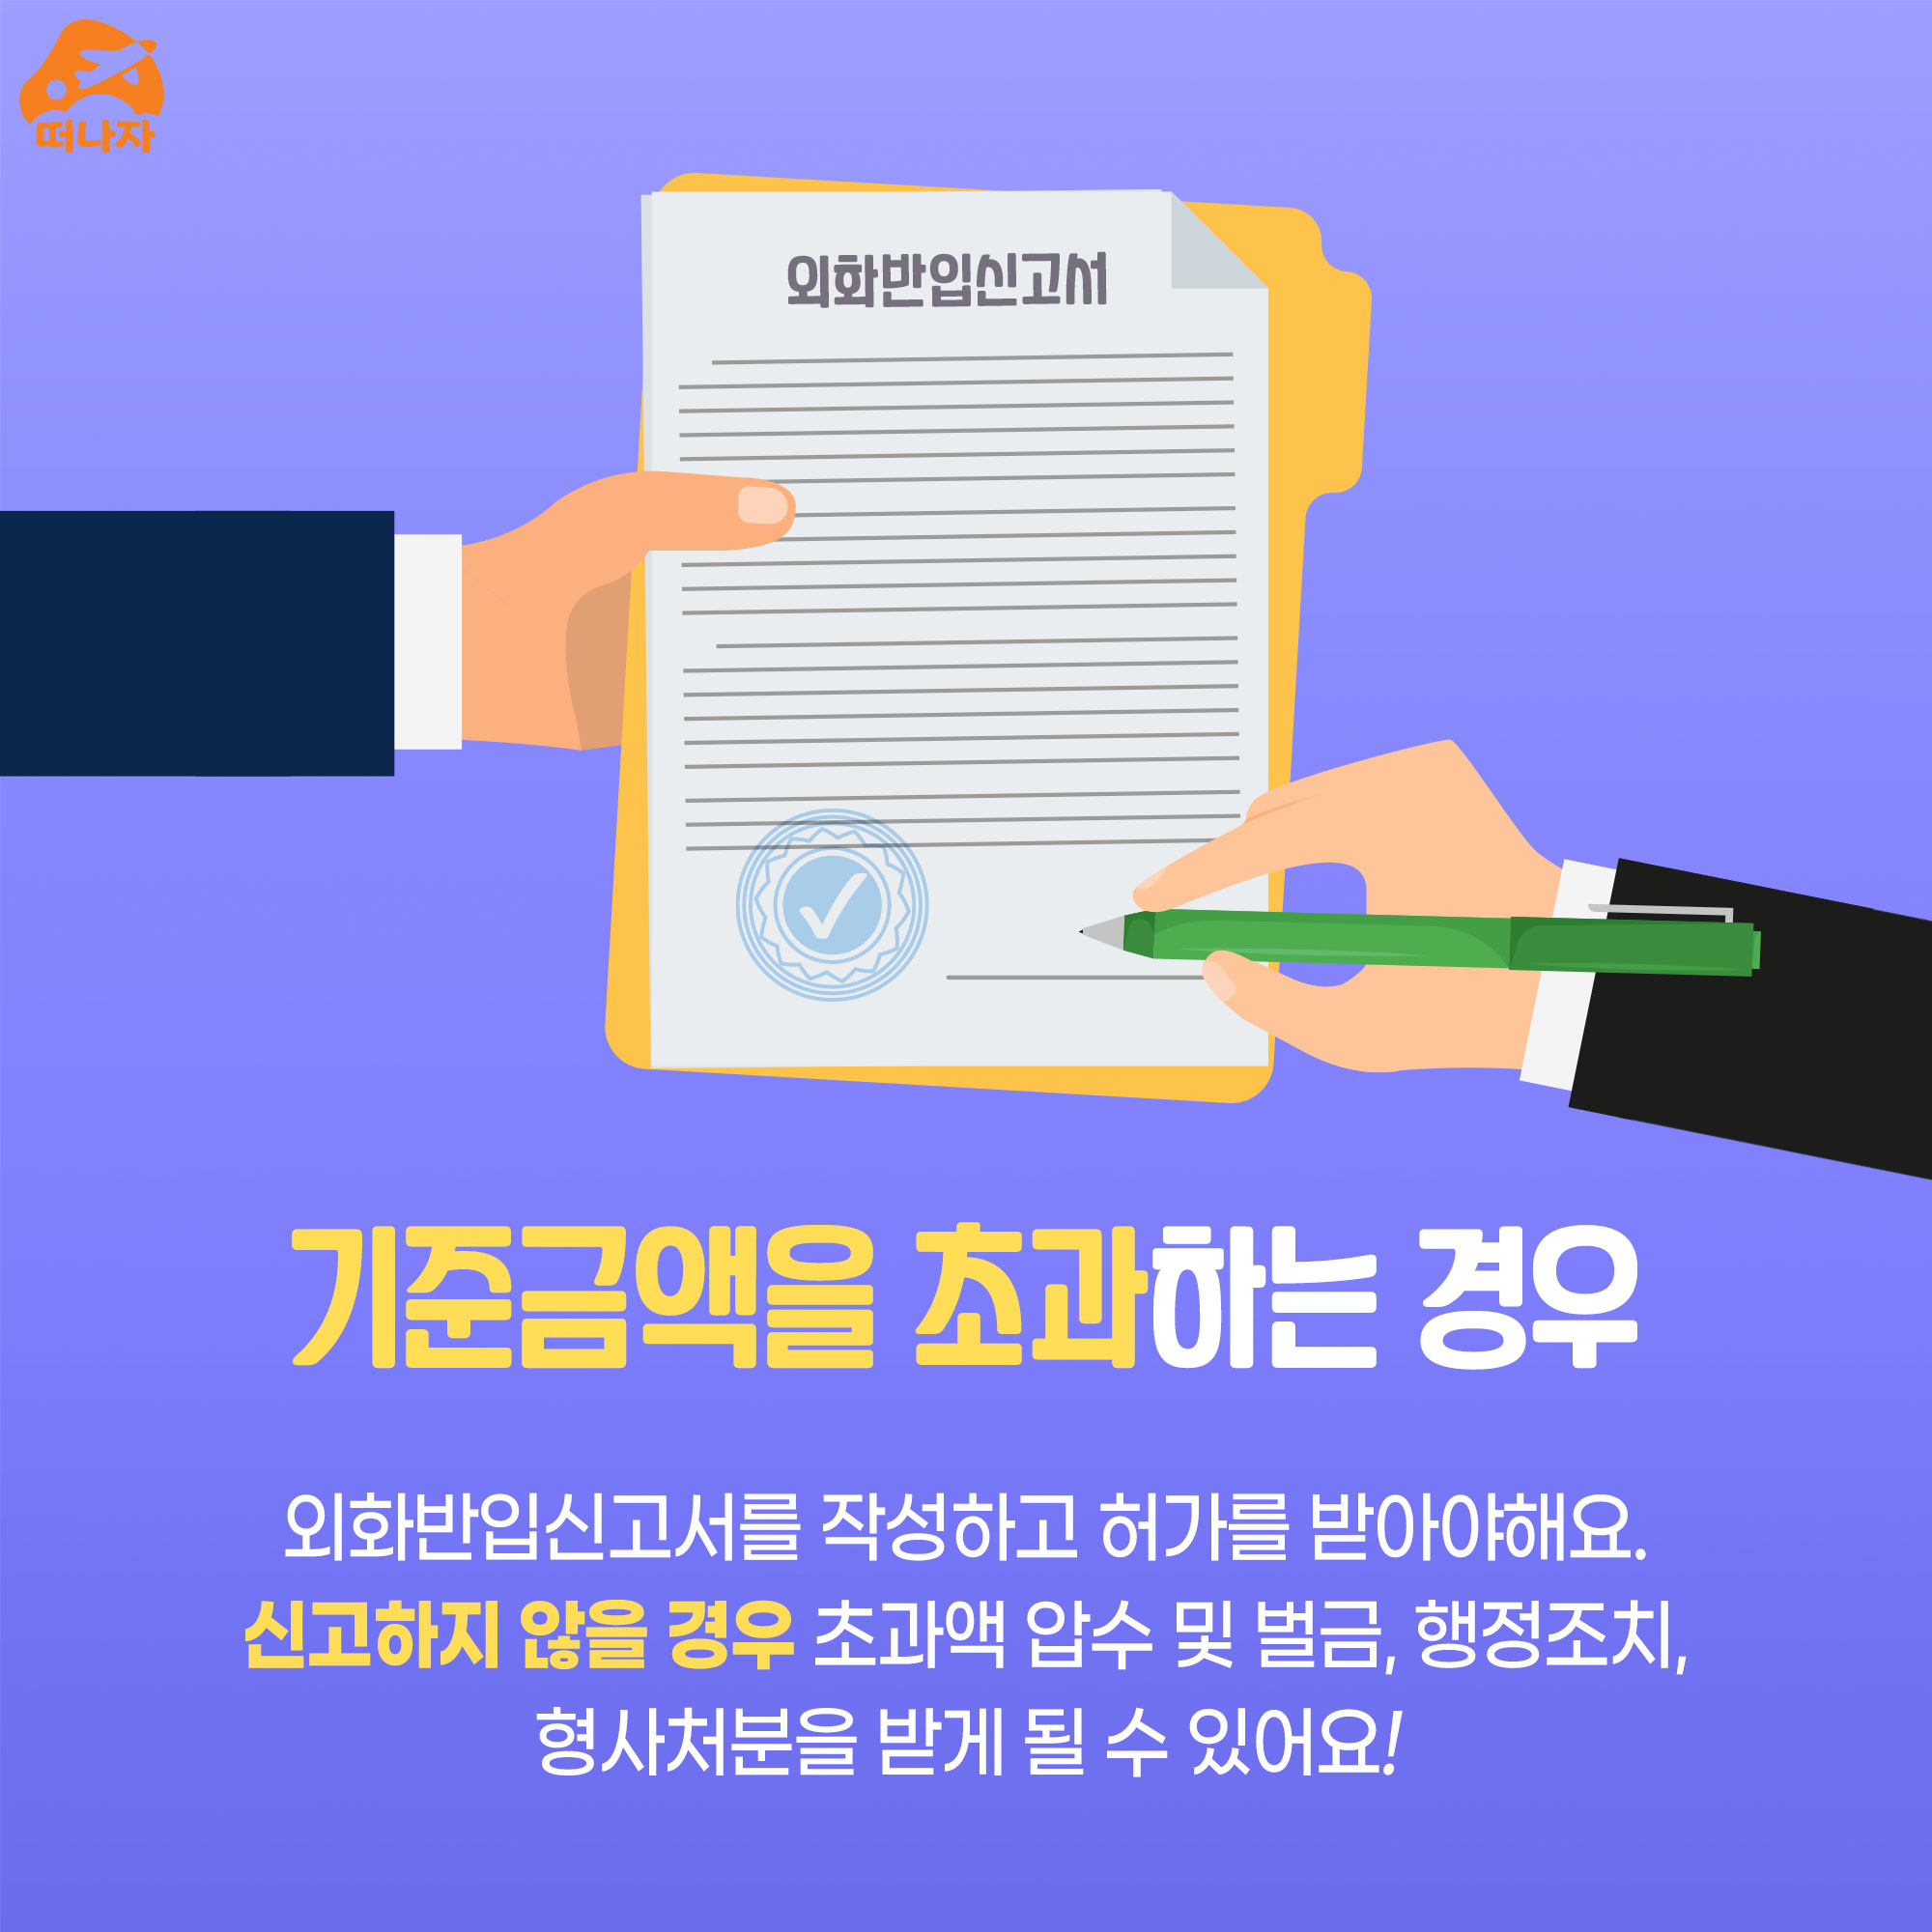 떠나자
외화반입신고서
기준금액을 초과하는 경우
외화반입신고서를 작성하고 허가를 받아야해요.
신고하지 않을 경우 초과액 압수 및 벌금, 행정조치,
형사처분을 받게 될 수 있어요!